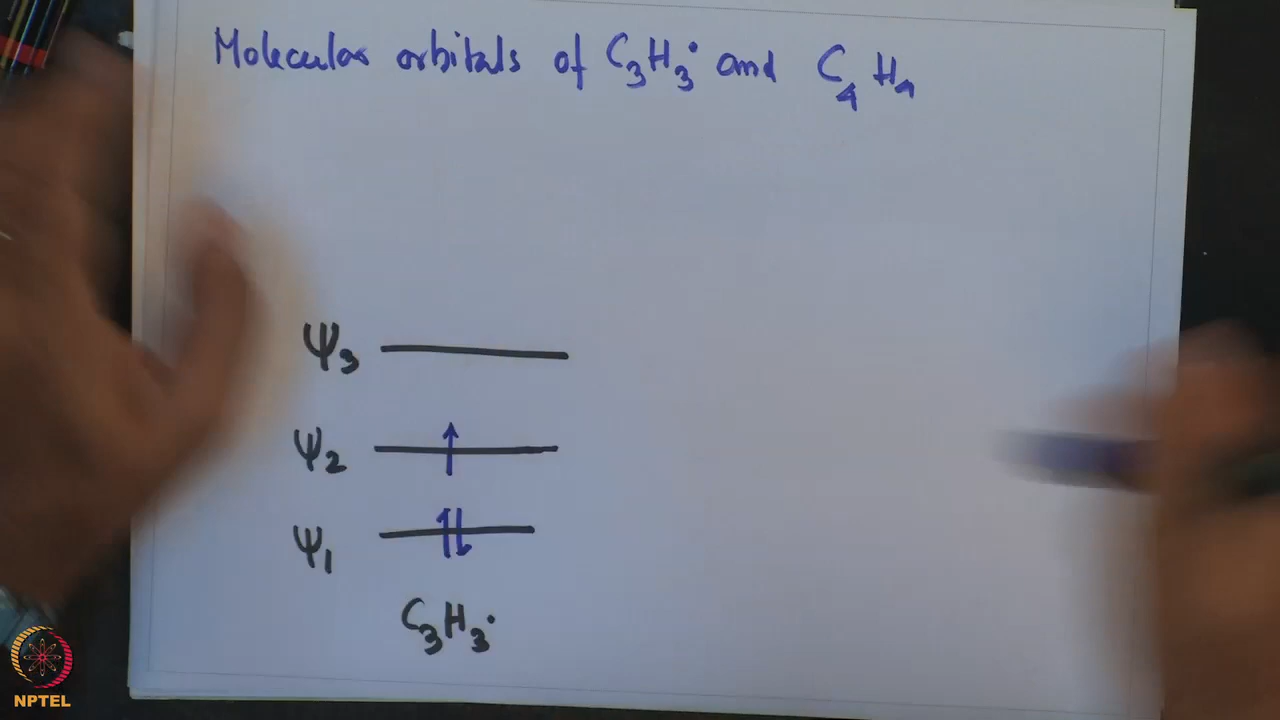 Molecular orbitals of C₃H₃• and C₄H₄
ψ₃
ψ₂
ψ₁
C₃H₃•
NPTEL